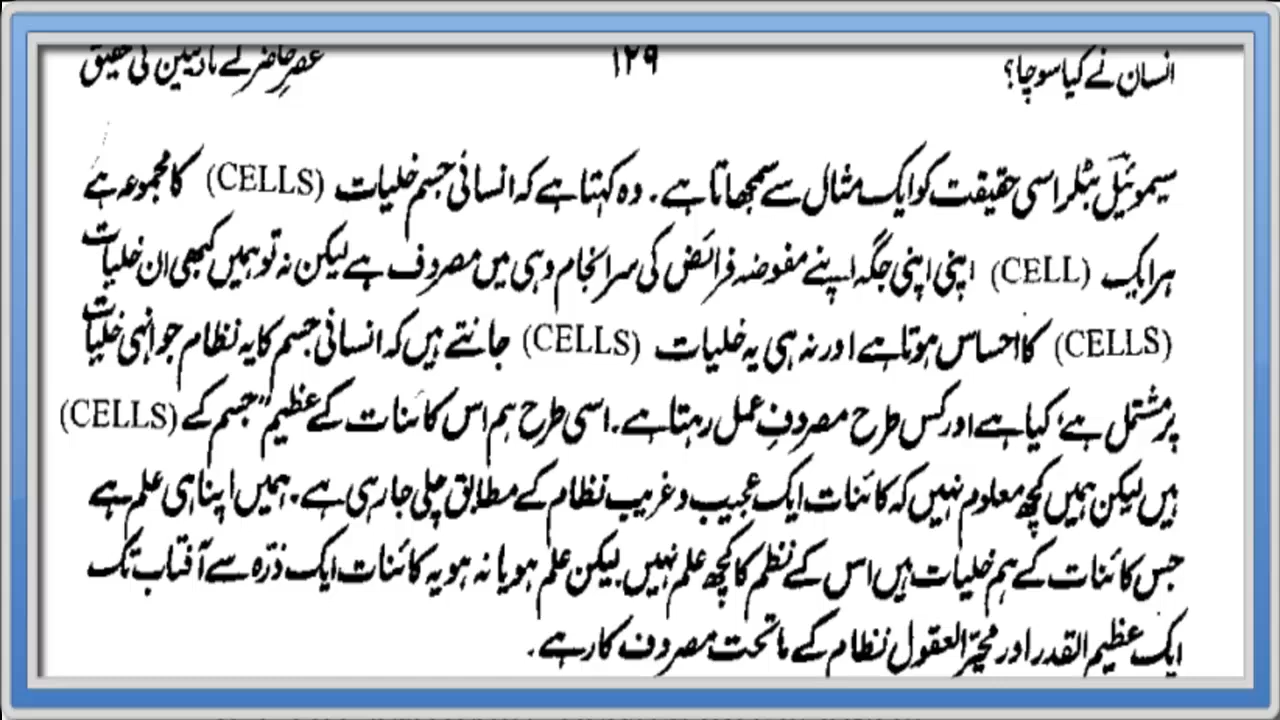 انسان نے کیا سوچا؟ ۱۲۹ عصرِ حاضر کے مادیین کی تحقیق
سیموئیل بٹلر اسی حقیقت کو ایک مثال سے سمجھاتا ہے۔ وہ کہتا ہے کہ انسانی جسم خلیات (CELLS) کا مجموعہ ہے
ہر ایک (CELL) اپنی اپنی جگہ اپنے مفوضہ فرائض کی سرانجام دہی میں مصروف ہے لیکن نہ تو ہمیں کبھی ان خلیات
(CELLS) کا احساس ہوتا ہے اور نہ ہی یہ خلیات (CELLS) جانتے ہیں کہ انسانی جسم کا یہ نظام جو انہی خلیات
پر مشتمل ہے، کیا ہے اور کس طرح مصروفِ عمل رہتا ہے۔ اسی طرح ہم اس کائنات کے عظیم "جسم کے (CELLS)
ہیں لیکن ہمیں کچھ معلوم نہیں کہ کائنات ایک عجیب و غریب نظام کے مطابق چلی جا رہی ہے۔ ہمیں اپنا ہی علم ہے
جس کائنات کے ہم خلیات ہیں اس کے نظم کا کچھ علم نہیں لیکن علم ہو یا نہ ہو یہ کائنات ایک ذرّہ سے آفتاب تک
ایک عظیم القدر اور محیّر العقول نظام کے ماتحت مصروف کار ہے۔